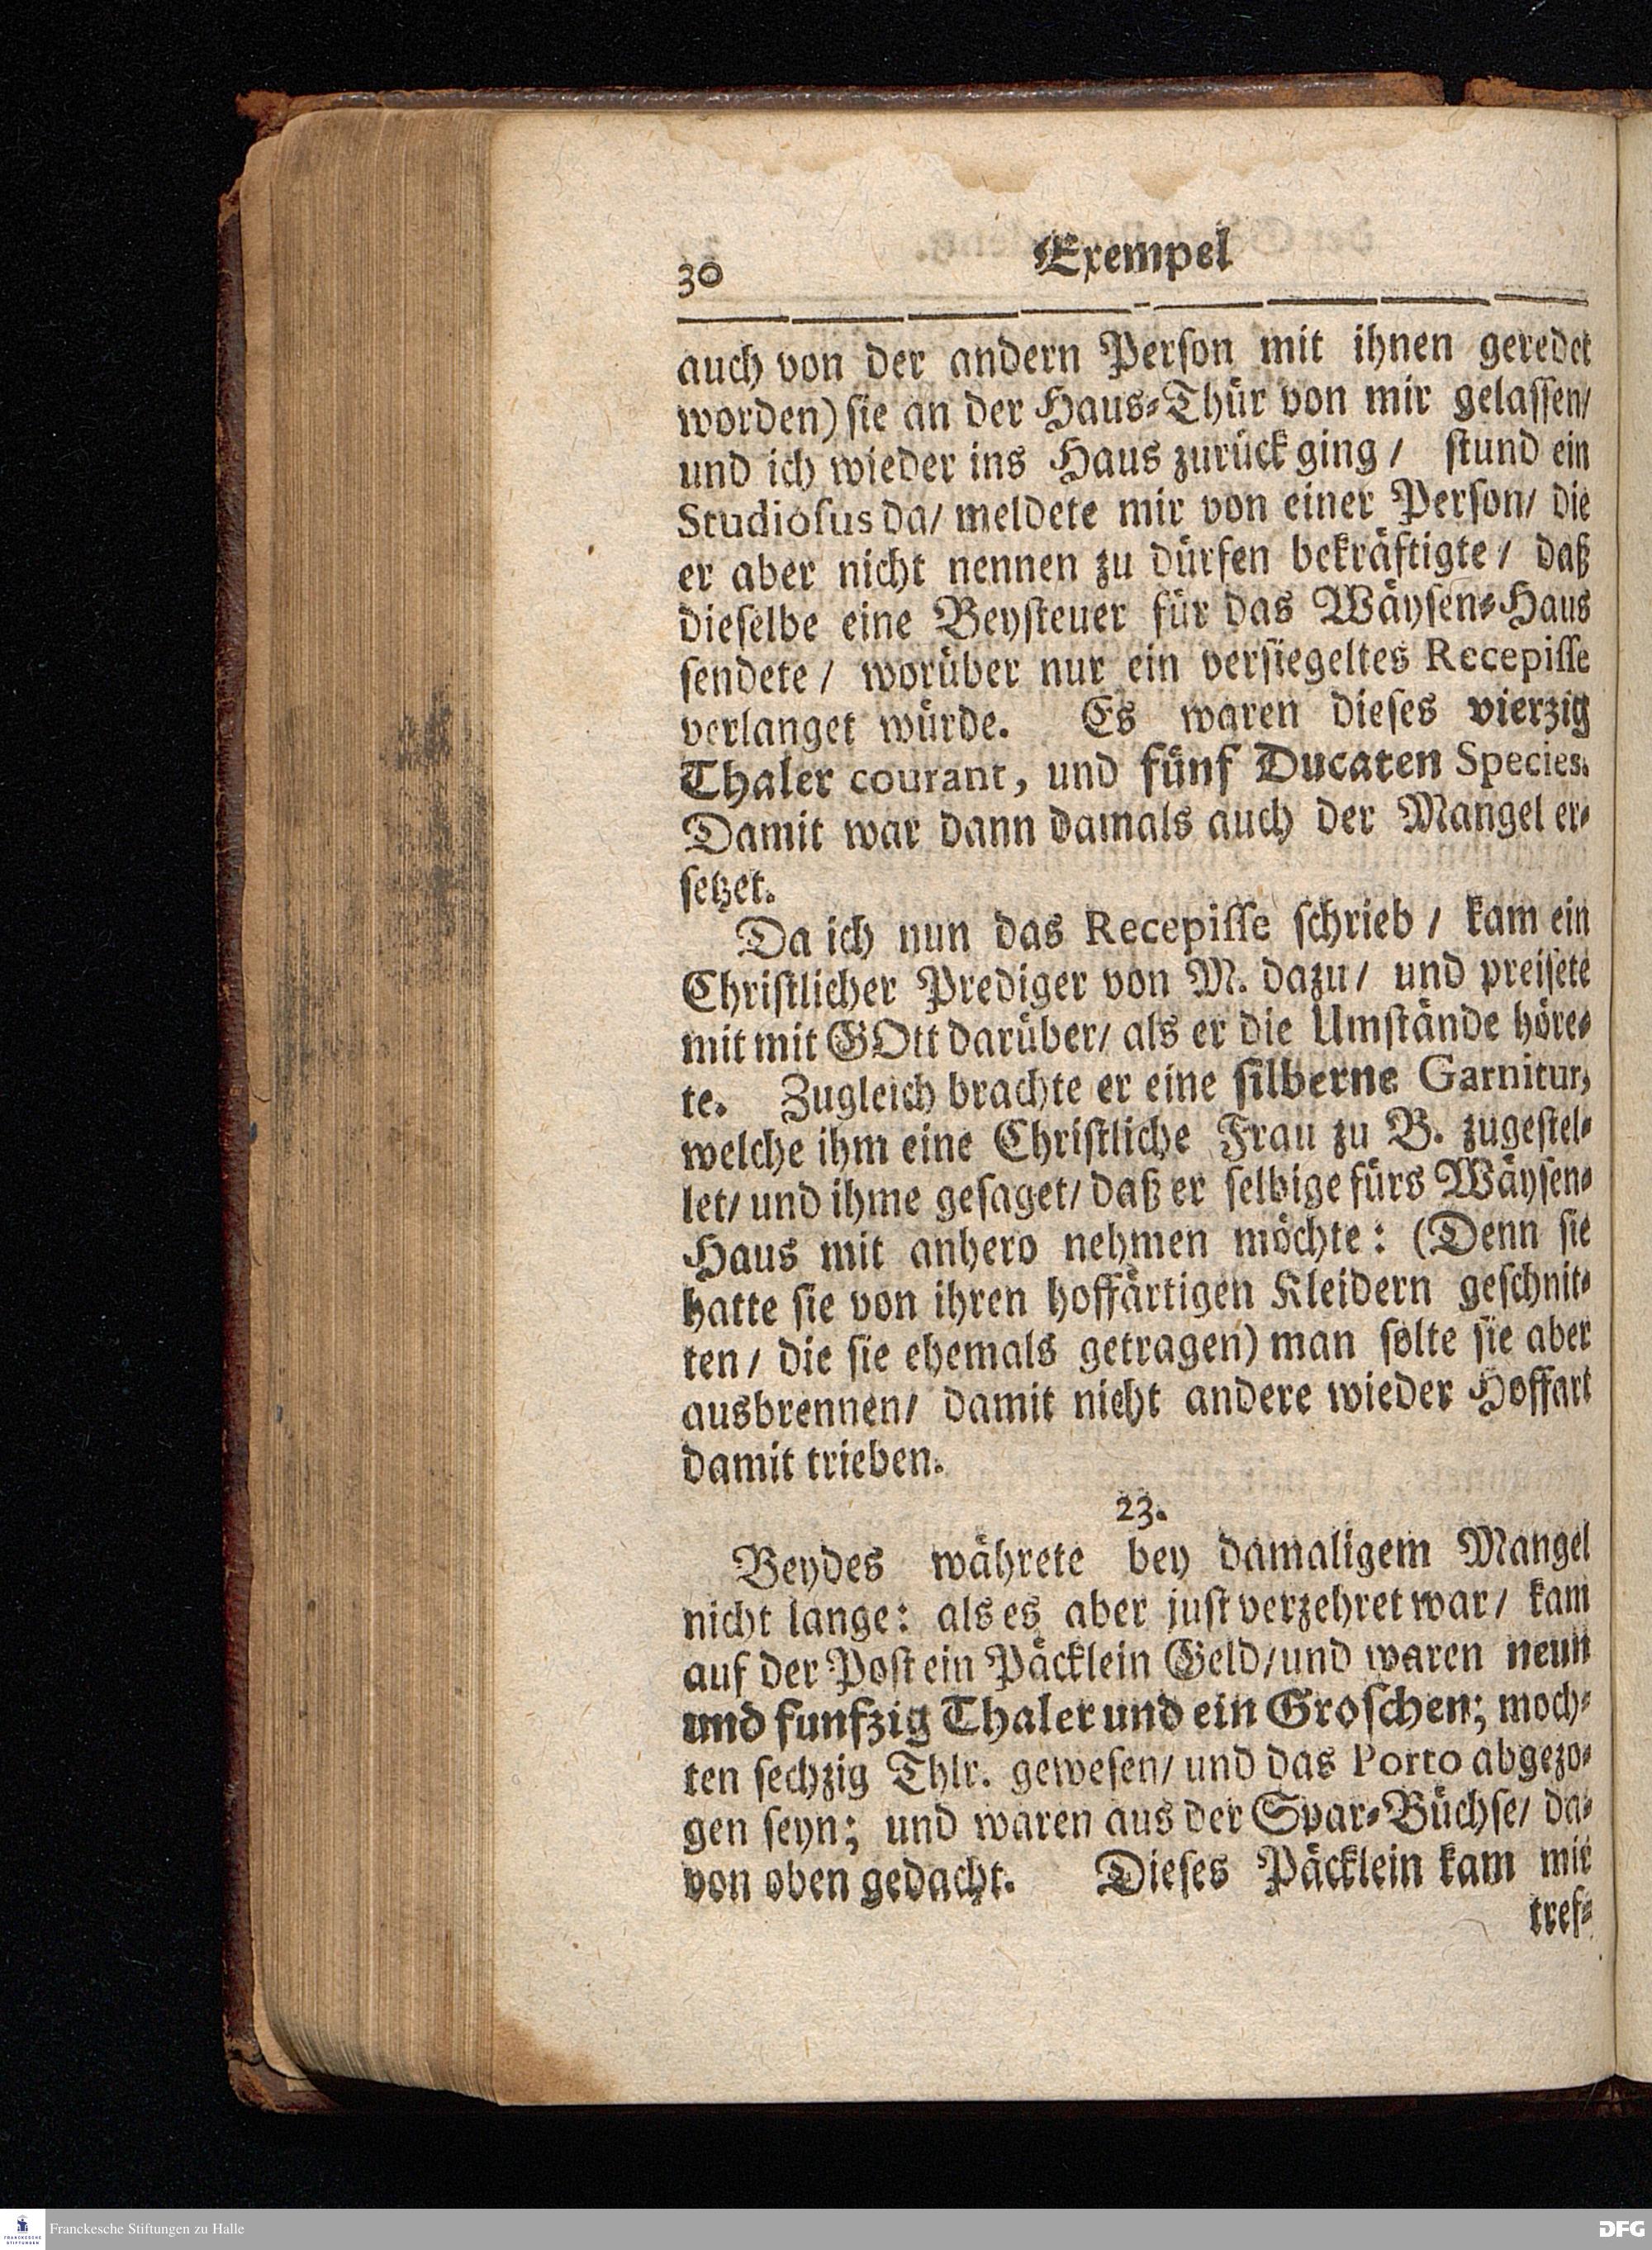 30 Exempel
auch von der andern Perſon mit ihnen geredet
worden) ſie an der Haus⸗Thür von mir gelaſſen/
und ich wieder ins Haus zurück ging / ſtund ein
Studioſus da/ meldete mir von einer Perſon/ die
er aber nicht nennen zu dürfen bekräftigte / daß
dieſelbe eine Beyſteuer für das Wäyſen⸗Haus
ſendete / worüber nur ein verſiegeltes Recepiſſe
verlanget würde. Es waren dieſes vierzig
Thaler courant, und fünf Ducaten Species.
Damit war dann damals auch der Mangel er⸗
ſetzet.
Da ich nun das Recepiſſe ſchrieb / kam ein
Chriſtlicher Prediger von M. dazu / und preiſete
mit mit GOtt darüber/ als er die Umſtände höre⸗
te. Zugleich brachte er eine ſilberne Garnitur,
welche ihm eine Chriſtliche Frau zu B. zugeſtel⸗
let/ und ihme geſaget/ daß er ſelbige fürs Wäyſen⸗
Haus mit anhero nehmen möchte: (Denn ſie
hatte ſie von ihren hoffärtigen Kleidern geſchnit⸗
ten / die ſie ehemals getragen) man ſolte ſie aber
ausbrennen/ damit nicht andere wieder Hoffart
damit trieben.
23.
Beydes währete bey damaligem Mangel
nicht lange: als es aber juſt verzehret war / kam
auf der Poſt ein Päcklein Geld/ und waren neun
und funfzig Thaler und ein Groſchen; moch⸗
ten ſechzig Thlr. geweſen/ und das Porto abgezo⸗
gen ſeyn; und waren aus der Spar⸗Büchſe/ da⸗
von oben gedacht. Dieſes Päcklein kam mir
tref⸗
Franckesche Stiftungen zu Halle
FRANCKESCHE STIFTUNGEN
DFG